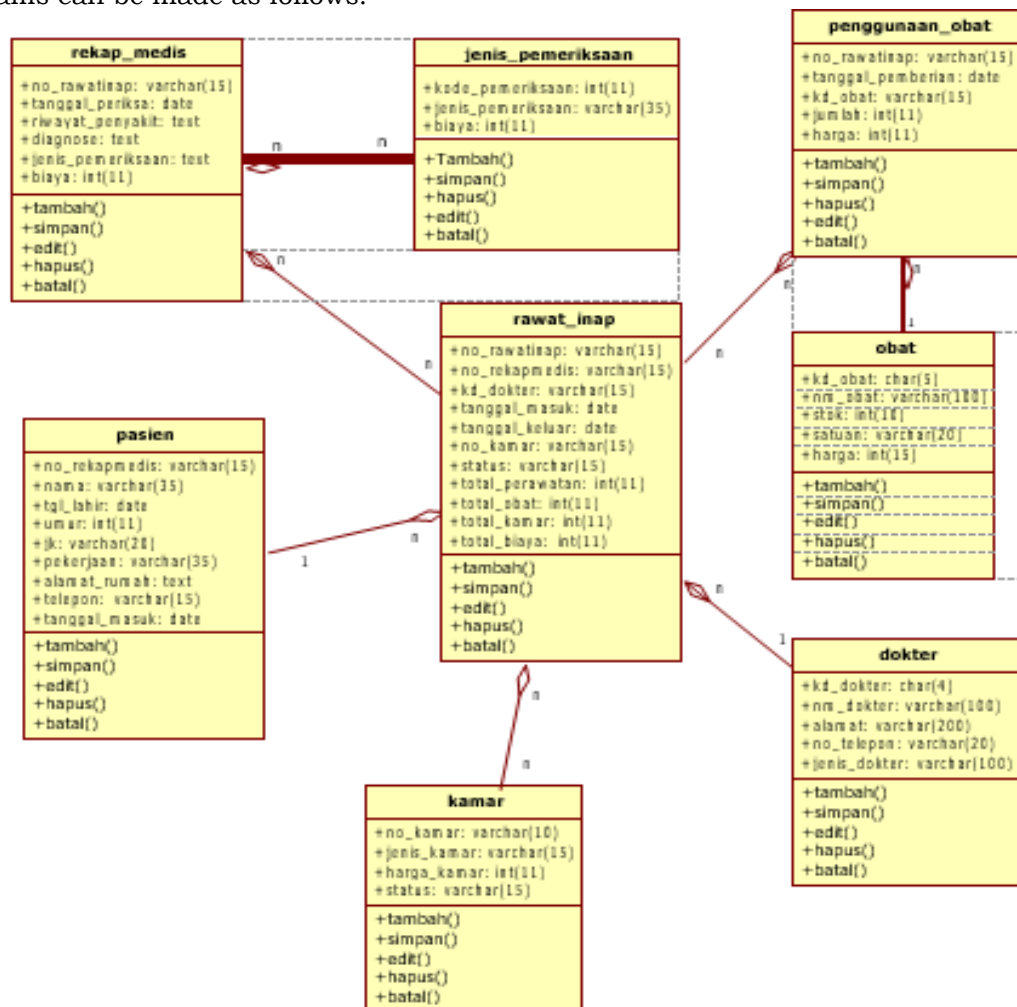 ams can be made as follows:
rekap_medis
+no_rawatinap: varchar(15)
+tanggal_periksa: date
+riwayat_penyakit: text
+diagnose: text
+jenis_pemeriksaan: text
+biaya: int(11)
+tambah()
+simpan()
+edit()
+hapus()
+batal()
n
n
jenis_pemeriksaan
+kode_pemeriksaan: int(11)
+jenis_pemeriksaan: varchar(35)
+biaya: int(11)
+Tambah()
+simpan()
+hapus()
+edit()
+batal()
penggunaan_obat
+no_rawatinap: varchar(15)
+tanggal_pemberian: date
+kd_obat: varchar(15)
+jumlah: int(11)
+harga: int(11)
+tambah()
+simpan()
+hapus()
+edit()
+batal()
n
n
n
n
n
1
rawat_inap
+no_rawatinap: varchar(15)
+no_rekapmedis: varchar(15)
+kd_dokter: varchar(15)
+tanggal_masuk: date
+tanggal_keluar: date
+no_kamar: varchar(15)
+status: varchar(15)
+total_perawatan: int(11)
+total_obat: int(11)
+total_kamar: int(11)
+total_biaya: int(11)
+tambah()
+simpan()
+edit()
+hapus()
+batal()
obat
+kd_obat: char(5)
+nm_obat: varchar(100)
+stok: int(10)
+satuan: varchar(20)
+harga: int(15)
+tambah()
+simpan()
+edit()
+hapus()
+batal()
pasien
+no_rekapmedis: varchar(15)
+nama: varchar(35)
+tgl_lahir: date
+umur: int(11)
+jk: varchar(20)
+pekerjaan: varchar(35)
+alamat_rumah: text
+telepon: varchar(15)
+tanggal_masuk: date
+tambah()
+simpan()
+edit()
+hapus()
+batal()
n
1
n
1
dokter
+kd_dokter: char(4)
+nm_dokter: varchar(100)
+alamat: varchar(200)
+no_telepon: varchar(20)
+jenis_dokter: varchar(100)
+tambah()
+simpan()
+edit()
+hapus()
+batal()
n
n
kamar
+no_kamar: varchar(10)
+jenis_kamar: varchar(15)
+harga_kamar: int(11)
+status: varchar(15)
+tambah()
+simpan()
+edit()
+hapus()
+batal()